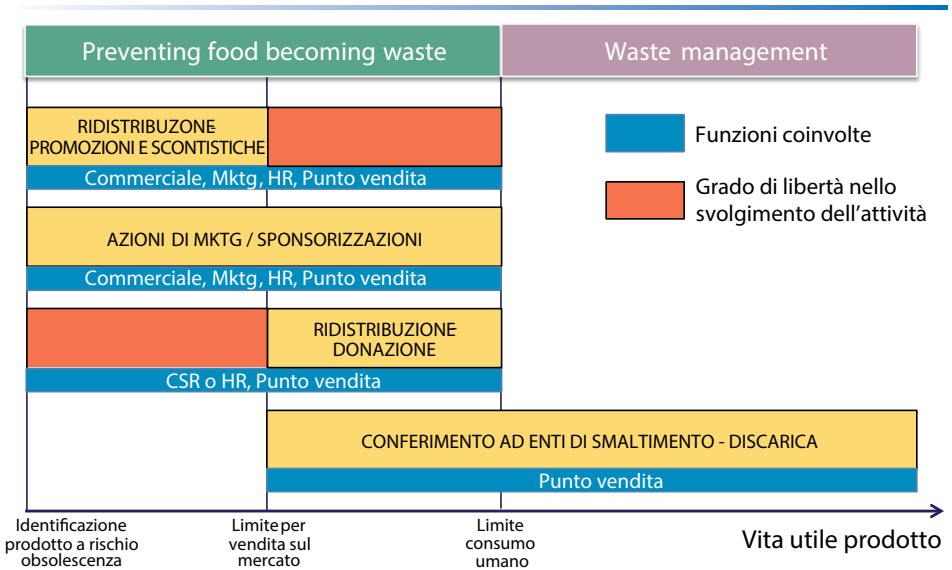 Preventing food becoming waste
Waste management
RIDISTRIBUZONE
PROMOZIONI E SCONTISTICHE
Commerciale, Mktg, HR, Punto vendita
Funzioni coinvolte
Grado di libertà nello
svolgimento dell'attività
AZIONI DI MKTG / SPONSORIZZAZIONI
Commerciale, Mktg, HR, Punto vendita
RIDISTRIBUZIONE
DONAZIONE
CSR o HR, Punto vendita
CONFERIMENTO AD ENTI DI SMALTIMENTO - DISCARICA
Punto vendita
Identificazione
prodotto a rischio
obsolescenza
Limite per
vendita sul
mercato
Limite
consumo
umano
Vita utile prodotto